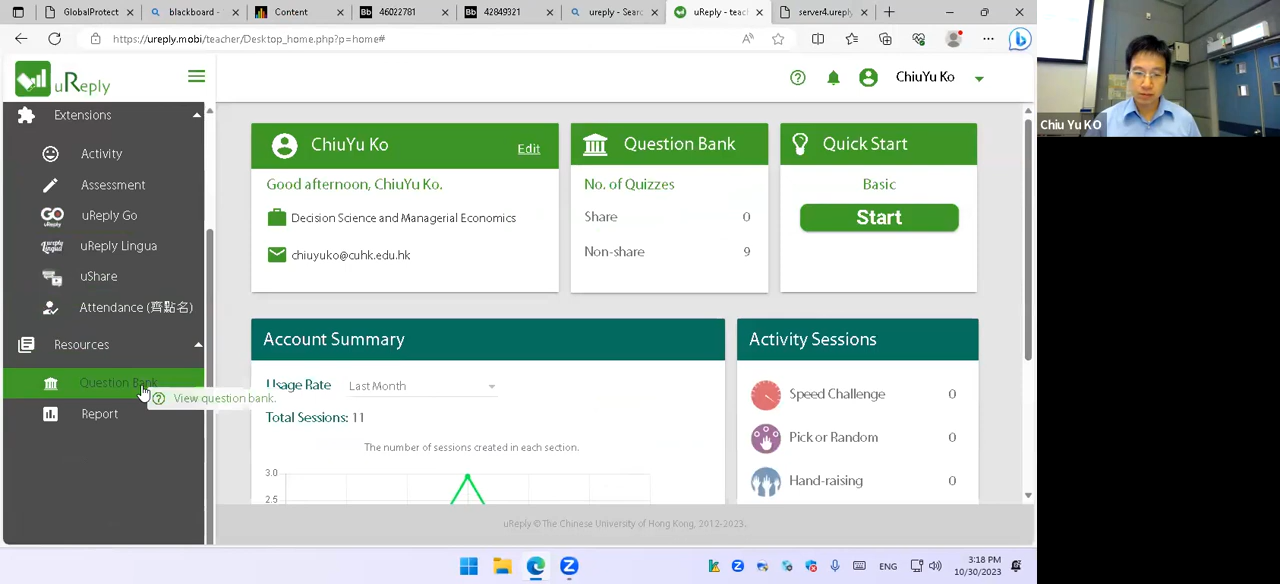 GlobalProtect
blackboard -
Content
46022781
42849321
ureply - Sear
uReply - teac
server4.ureply
https://ureply.mobi/teacher/Desktop_home.php?p=home#
uReply
ChiuYu Ko
Extensions
Activity
Assessment
GO
uReply
uReply Go
uReply
Lingua
uReply Lingua
uShare
Attendance (齊點名)
Resources
Question Bank
View question bank.
Report
ChiuYu Ko
Edit
Good afternoon, ChiuYu Ko.
Decision Science and Managerial Economics
chiuyuko@cuhk.edu.hk
Question Bank
No. of Quizzes
Share 0
Non-share 9
Quick Start
Basic
Start
Account Summary
Usage Rate Last Month
Total Sessions: 11
The number of sessions created in each section.
3.0
2.5
Activity Sessions
Speed Challenge 0
Pick or Random 0
Hand-raising 0
uReply © The Chinese University of Hong Kong, 2012-2023.
ENG
3:18 PM
10/30/2023
Chiu Yu KO